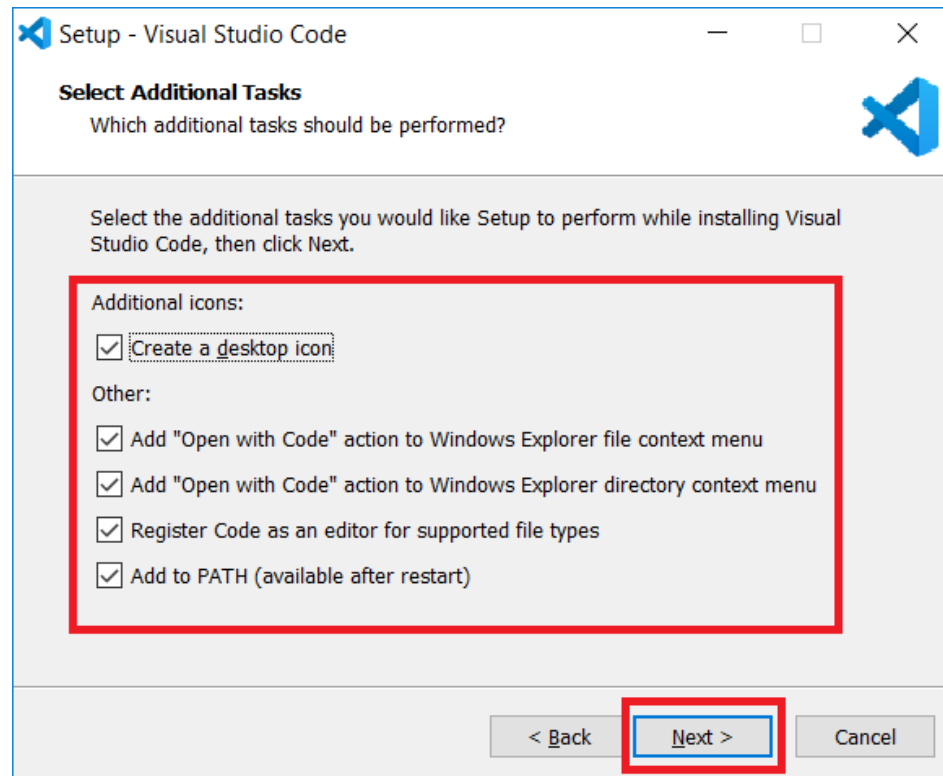 Setup - Visual Studio Code
Select Additional Tasks
Which additional tasks should be performed?
Select the additional tasks you would like Setup to perform while installing Visual
Studio Code, then click Next.
Additional icons:
Create a desktop icon
Other:
Add "Open with Code" action to Windows Explorer file context menu
Add "Open with Code" action to Windows Explorer directory context menu
Register Code as an editor for supported file types
Add to PATH (available after restart)
< Back Next > Cancel